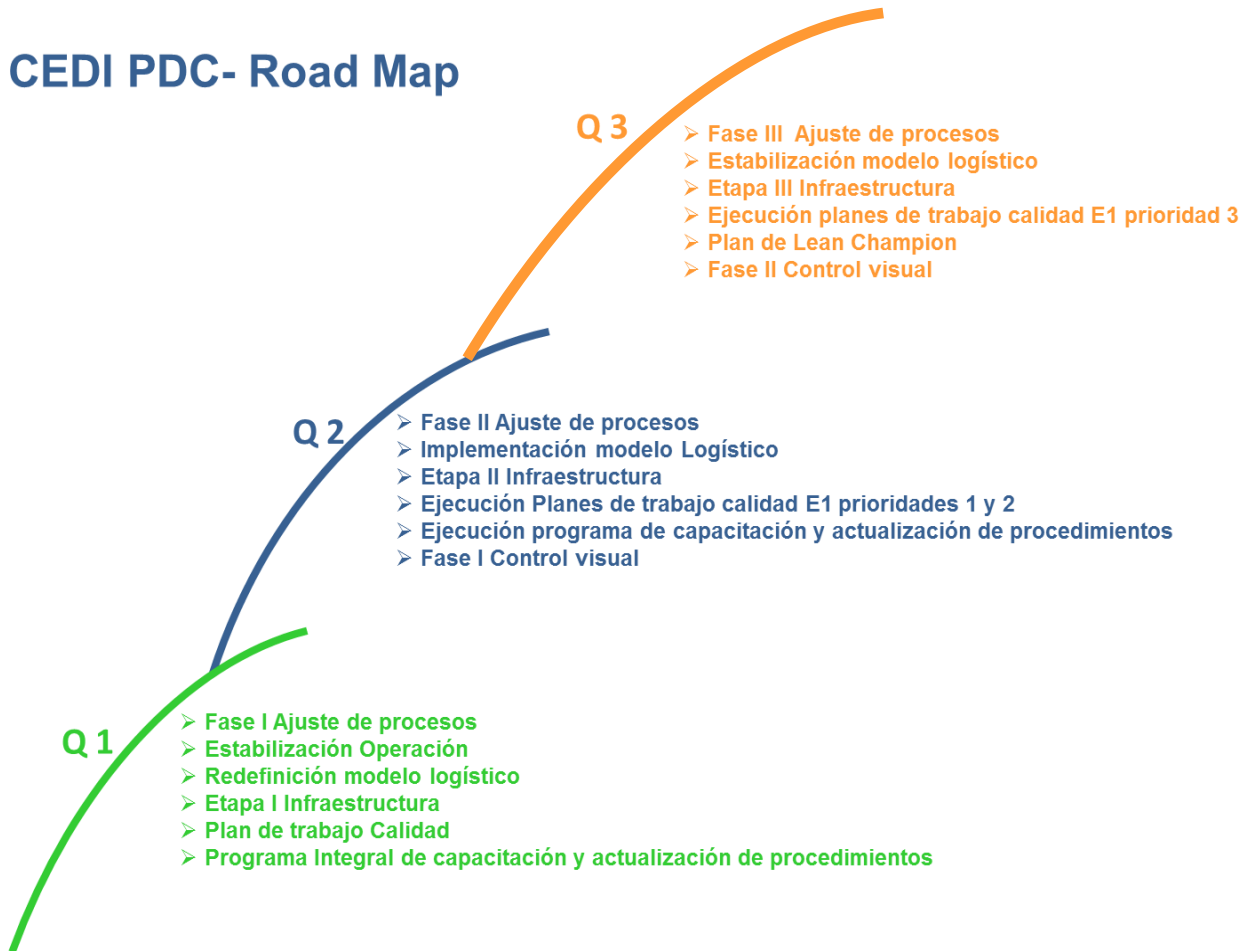 CEDI PDC- Road Map
Q 3
➢ Fase III Ajuste de procesos
➢ Estabilización modelo logístico
➢ Etapa III Infraestructura
➢ Ejecución planes de trabajo calidad E1 prioridad 3
➢ Plan de Lean Champion
➢ Fase II Control visual
Q 2
➢ Fase II Ajuste de procesos
➢ Implementación modelo Logístico
➢ Etapa II Infraestructura
➢ Ejecución Planes de trabajo calidad E1 prioridades 1 y 2
➢ Ejecución programa de capacitación y actualización de procedimientos
➢ Fase I Control visual
Q 1
➢ Fase I Ajuste de procesos
➢ Estabilización Operación
➢ Redefinición modelo logístico
➢ Etapa I Infraestructura
➢ Plan de trabajo Calidad
➢ Programa Integral de capacitación y actualización de procedimientos